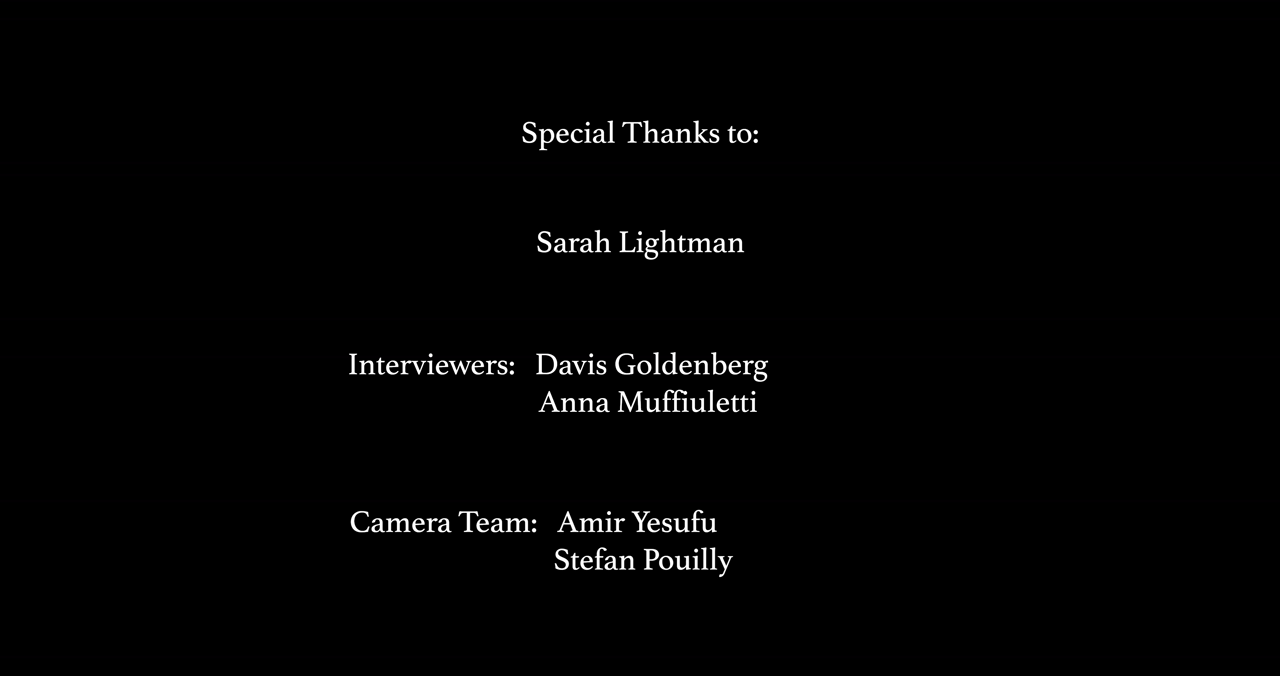 Special Thanks to:
Sarah Lightman
Interviewers: Davis Goldenberg
Anna Muffiuletti
Camera Team: Amir Yesufu
Stefan Pouilly